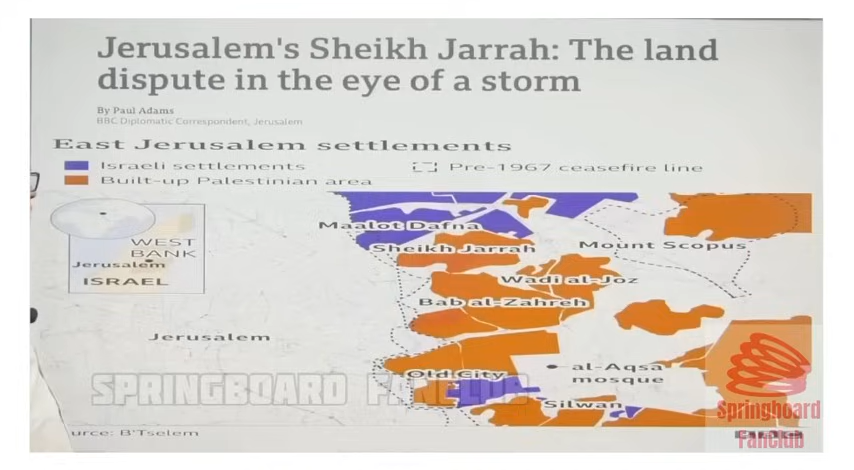 Jerusalem's Sheikh Jarrah: The land
dispute in the eye of a storm
By Paul Adams
BBC Diplomatic Correspondent, Jerusalem
East Jerusalem settlements
Israeli settlements
Pre-1967 ceasefire line
Built-up Palestinian area
Maalot Dafna
Sheikh Jarrah
Mount Scopus
WEST
BANK
Jerusalem
ISRAEL
Wadi al-Joz
Bab al-Zahreh
Jerusalem
Old City
al-Aqsa
mosque
Silwan
SPRINGBOARD
Springboard
Fanclub
urce: B'Tselem